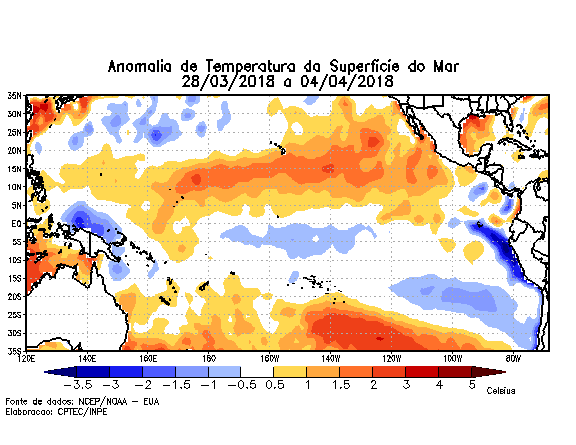 Anomalia de Temperatura da Superficie do Mar
28/03/2018 a 04/04/2018
35N
30N
25N
20N
15N
10N
5N
EQ
5S
10S
15S
20S
25S
30S
35S
120E 140E 160E 180 160W 140W 120W 100W 80W
-3.5 -3 -2 -1.5 -1 -0.5 0.5 1 1.5 2 3 4 5
Celsius
Fonte de dados: NCEP/NOAA - EUA
Elaboracao: CPTEC/INPE